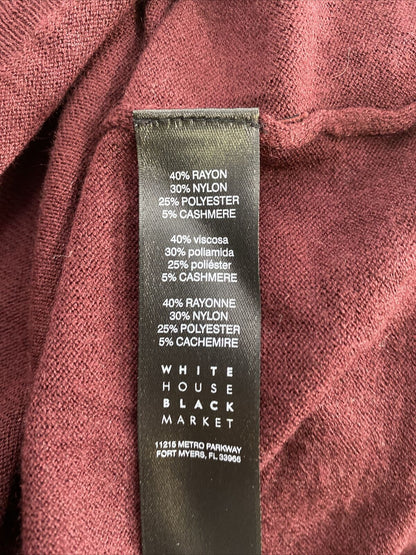 40% RAYON
30% NYLON
25% POLYESTER
5% CASHMERE
40% viscosa
30% poliamida
25% poliéster
5% CASHMERE
40% RAYONNE
30% NYLON
25% POLYESTER
5% CACHEMIRE
WHITE
HOUSE
BLACK
MARKET
11215 METRO PARKWAY
FORT MYERS, FL 33966